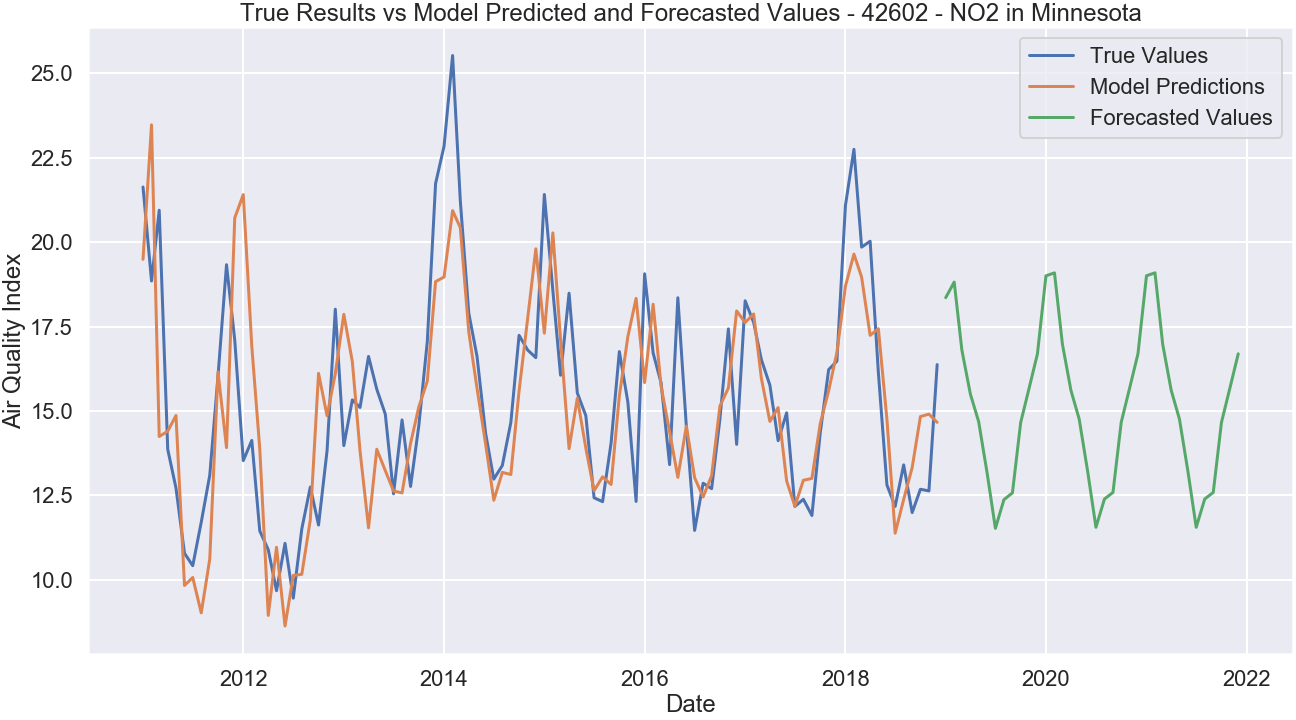 True Results vs Model Predicted and Forecasted Values - 42602 - NO2 in Minnesota
True Values
Model Predictions
Forecasted Values
Air Quality Index
25.0
22.5
20.0
17.5
15.0
12.5
10.0
2012
2014
2016
2018
2020
2022
Date